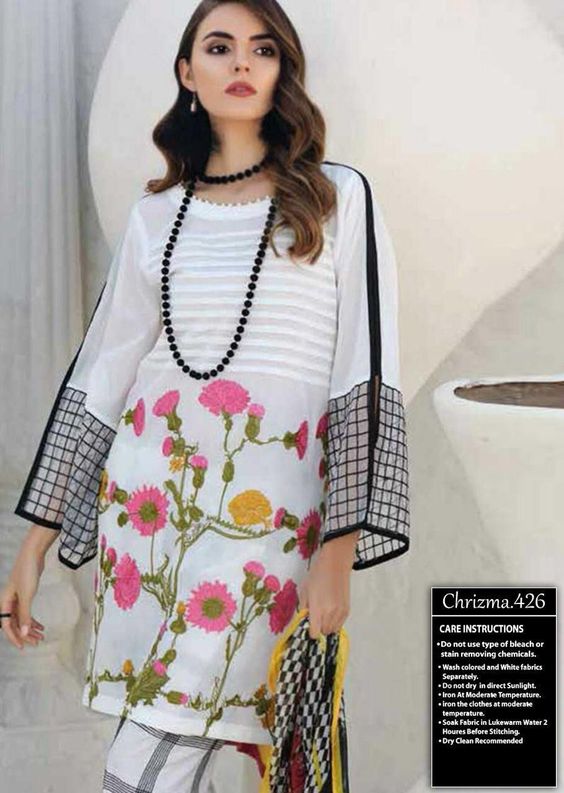 Chrizma.426
CARE INSTRUCTIONS
•Do not use type of bleach or
stain removing chemicals.
• Wash colored and White fabrics
Separately.
• Do not dry in direct Sunlight.
• Iron At Moderate Temperature.
• iron the clothes at moderate
temperature.
• Soak Fabric in Lukewarm Water 2
Houres Before Stitching.
• Dry Clean Recommended